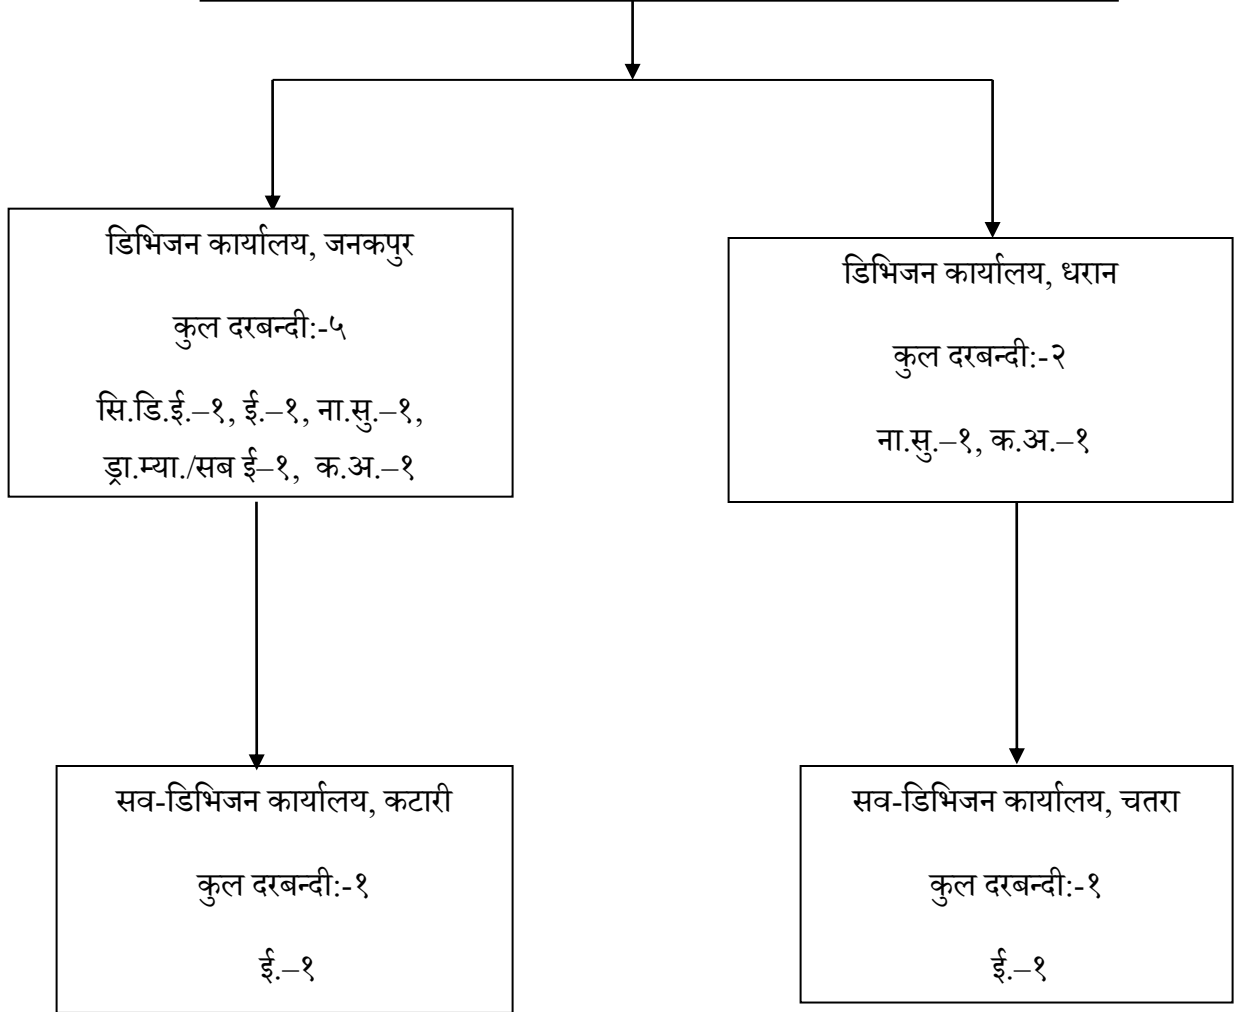 डिभिजन कार्यालय, जनकपुर
कुल दरबन्दी:-५
सि.डि.ई.–१, ई.–१, ना.सु.–१,
ड्रा.म्या./सब ई–१, क.अ.–१
डिभिजन कार्यालय, धरान
कुल दरबन्दी:-२
ना.सु.–१, क.अ.–१
सव-डिभिजन कार्यालय, कटारी
कुल दरबन्दी:-१
ई.–१
सव-डिभिजन कार्यालय, चतरा
कुल दरबन्दी:-१
ई.–१